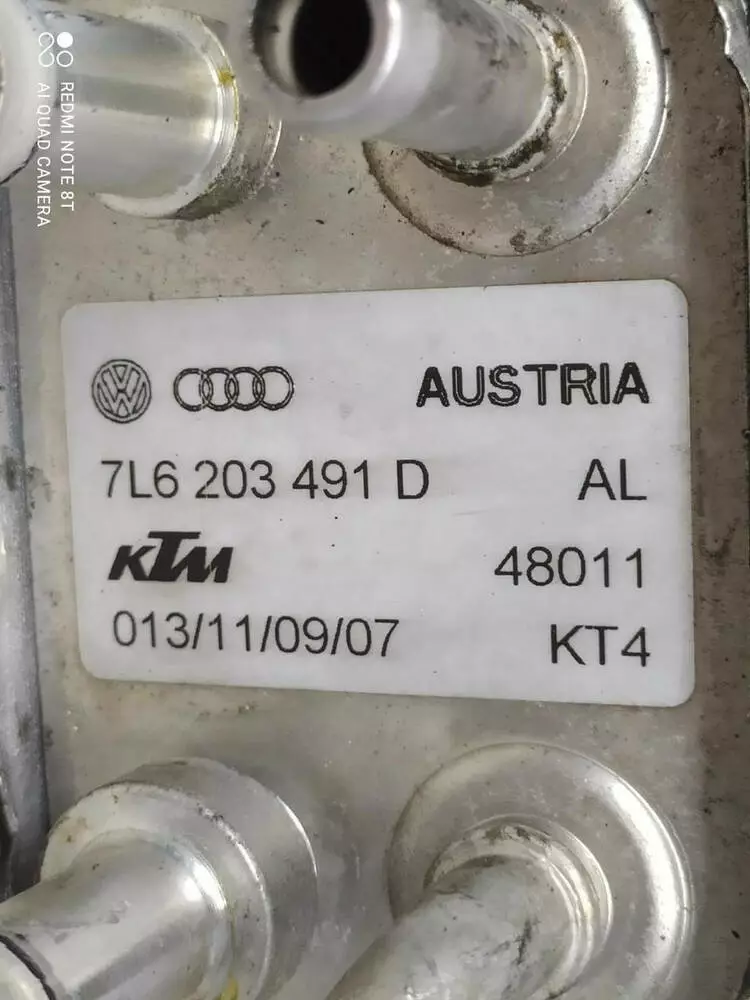 REDMI NOTE 8T
AI QUAD CAMERA
AUSTRIA
7L6 203 491 D AL
KTM 48011
013/11/09/07 KT4